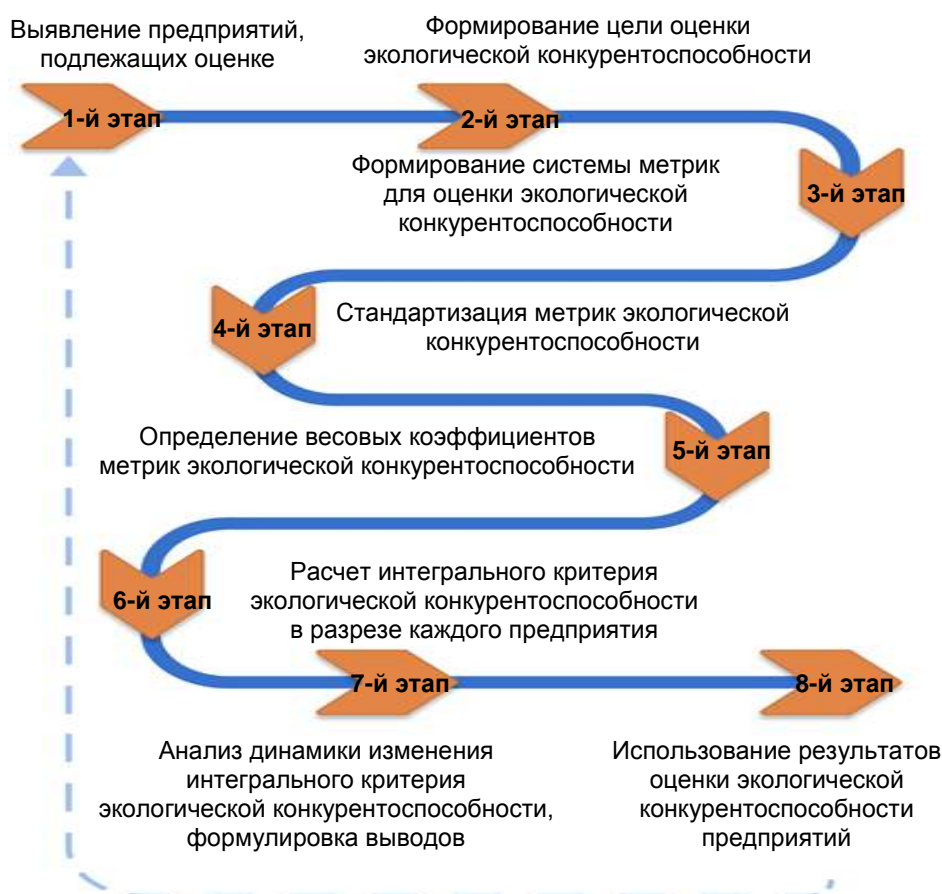 Выявление предприятий,
подлежащих оценке
1-й этап
Формирование цели оценки
экологической конкурентоспособности
2-й этап
Формирование системы метрик
для оценки экологической
конкурентоспособности
3-й этап
4-й этап
Стандартизация метрик экологической
конкурентоспособности
Определение весовых коэффициентов
метрик экологической конкурентоспособности
5-й этап
6-й этап
Расчет интегрального критерия
экологической конкурентоспособности
в разрезе каждого предприятия
7-й этап
Анализ динамики изменения
интегрального критерия
экологической конкурентоспособности,
формулировка выводов
8-й этап
Использование результатов
оценки экологической
конкурентоспособности
предприятий